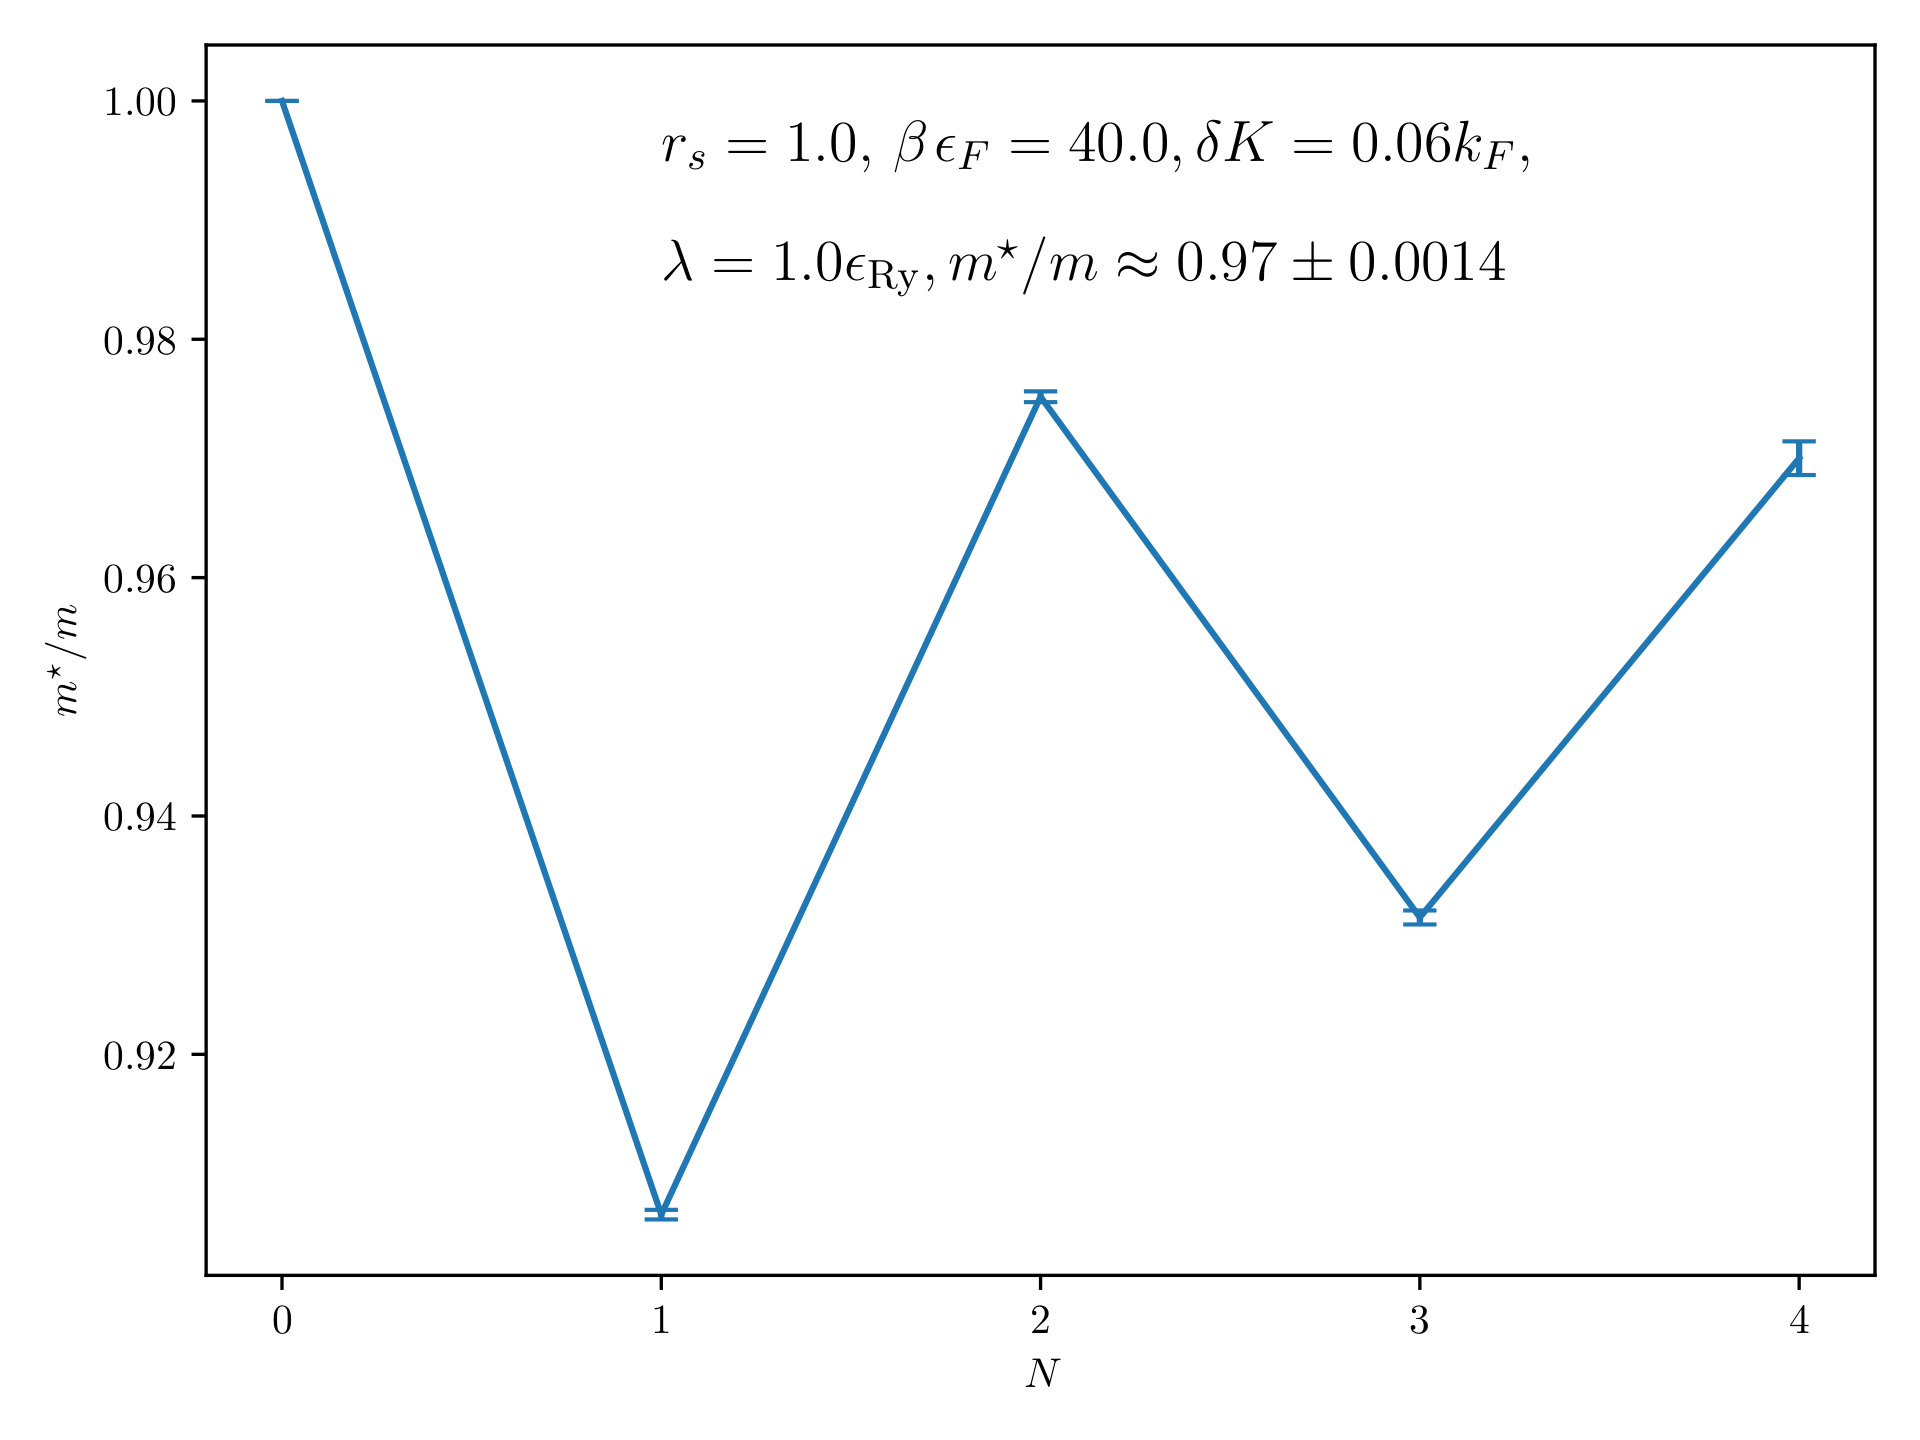 r_s = 1.0, β ϵ_F = 40.0, δK = 0.06k_F,
λ = 1.0ϵ_Ry, m⋆/m ≈ 0.97 ± 0.0014
1.00
0.98
0.96
0.94
0.92
m⋆/m
0 1 2 3 4
N